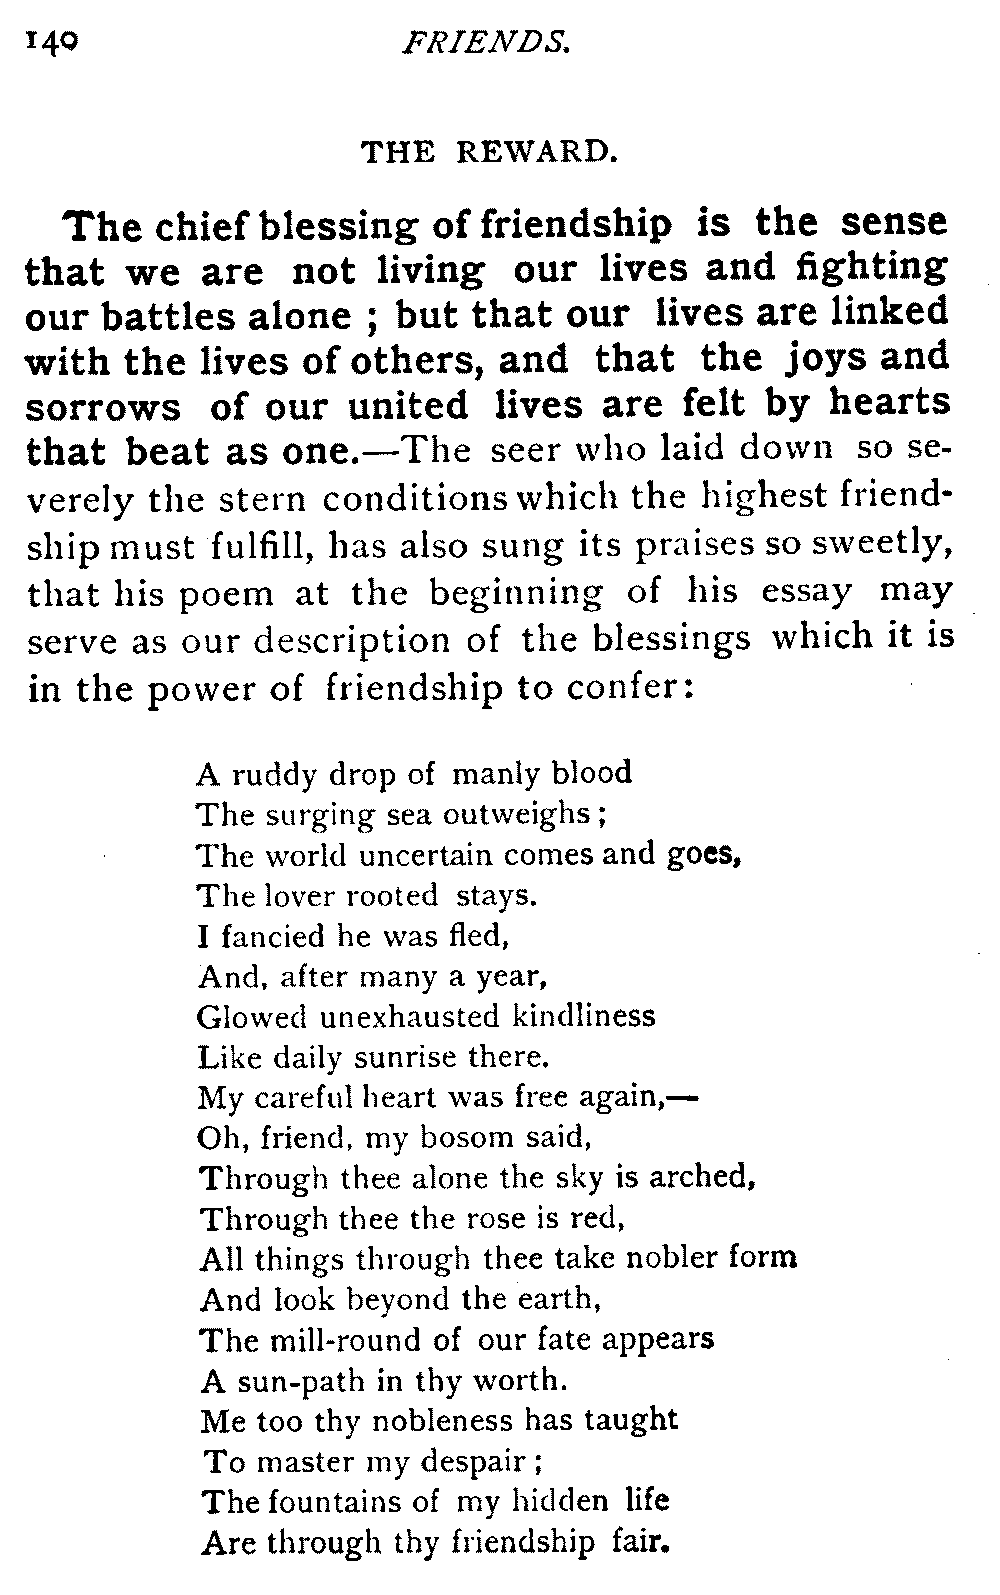 140 FRIENDS.
THE REWARD.
The chief blessing of friendship is the sense
that we are not living our lives and fighting
our battles alone ; but that our lives are linked
with the lives of others, and that the joys and
sorrows of our united lives are felt by hearts
that beat as one.—The seer who laid down so se-
verely the stern conditions which the highest friend-
ship must fulfill, has also sung its praises so sweetly,
that his poem at the beginning of his essay may
serve as our description of the blessings which it is
in the power of friendship to confer:
A ruddy drop of manly blood
The surging sea outweighs ;
The world uncertain comes and goes,
The lover rooted stays.
I fancied he was fled,
And, after many a year,
Glowed unexhausted kindliness
Like daily sunrise there.
My careful heart was free again,—
Oh, friend, my bosom said,
Through thee alone the sky is arched,
Through thee the rose is red,
All things through thee take nobler form
And look beyond the earth,
The mill-round of our fate appears
A sun-path in thy worth.
Me too thy nobleness has taught
To master my despair ;
The fountains of my hidden life
Are through thy friendship fair.